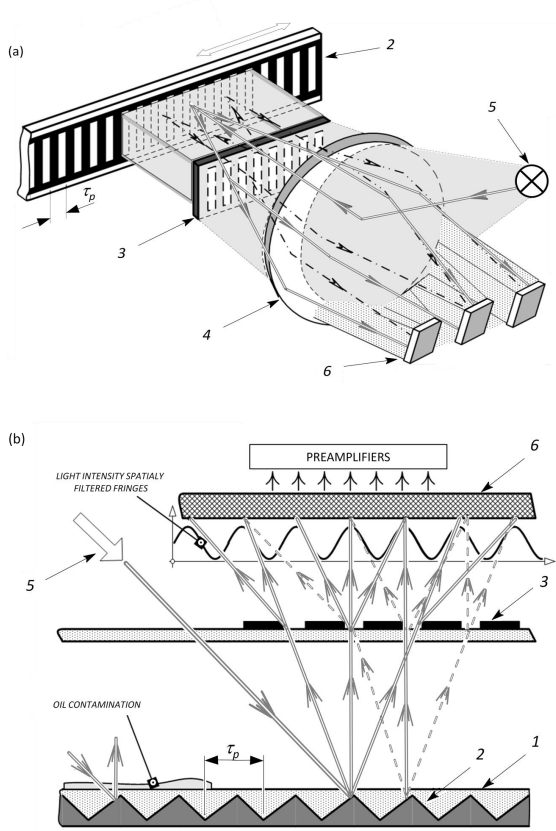 (a)
2
5
τp
3
4
6
(b)
PREAMPLIFIERS
6
LIGHT INTENSITY SPATIALY
FILTERED FRINGES
5
3
OIL CONTAMINATION
τp
2
1